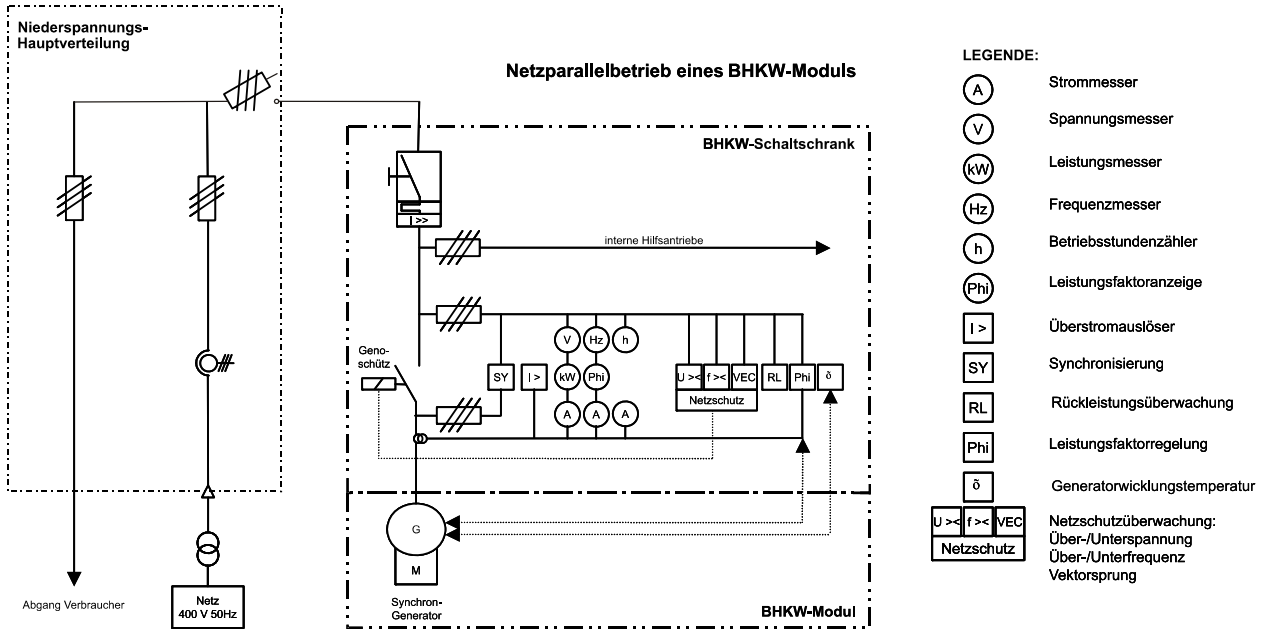 Niederspannungs-
Hauptverteilung
Netzparallelbetrieb eines BHKW-Moduls
BHKW-Schaltschrank
I >>
interne Hilfsantriebe
Geno-
schütz
V
Hz
h
SY
I >
kW
Phi
U ><
f ><
VEC
RL
Phi
õ
Netzschutz
A
A
A
G
M
Synchron-
Generator
BHKW-Modul
Abgang Verbraucher
Netz
400 V 50Hz
LEGENDE:
A Strommesser
V Spannungsmesser
kW Leistungsmesser
Hz Frequenzmesser
h Betriebsstundenzähler
Phi Leistungsfaktoranzeige
I > Überstromauslöser
SY Synchronisierung
RL Rückleistungsüberwachung
Phi Leistungsfaktorregelung
õ Generatorwicklungstemperatur
U >< f >< VEC Netzschutzüberwachung:
Über-/Unterspannung
Netzschutz Über-/Unterfrequenz
Vektorsprung